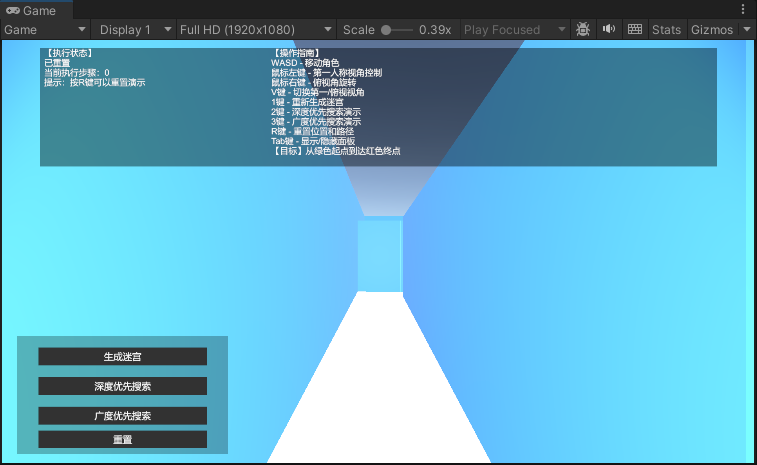 Game
Game Display 1 Full HD (1920x1080) Scale 0.39x Play Focused Stats Gizmos
【执行状态】
已重置
当前执行步骤：0
提示：按R键可以重置演示
【操作指南】
WASD - 移动角色
鼠标左键 - 第一人称视角控制
鼠标右键 - 俯视角旋转
V键 - 切换第一/俯视视角
1键 - 重新生成迷宫
2键 - 深度优先搜索演示
3键 - 广度优先搜索演示
R键 - 重置位置和路径
Tab键 - 显示/隐藏面板
【目标】从绿色起点到达红色终点
生成迷宫
深度优先搜索
广度优先搜索
重置